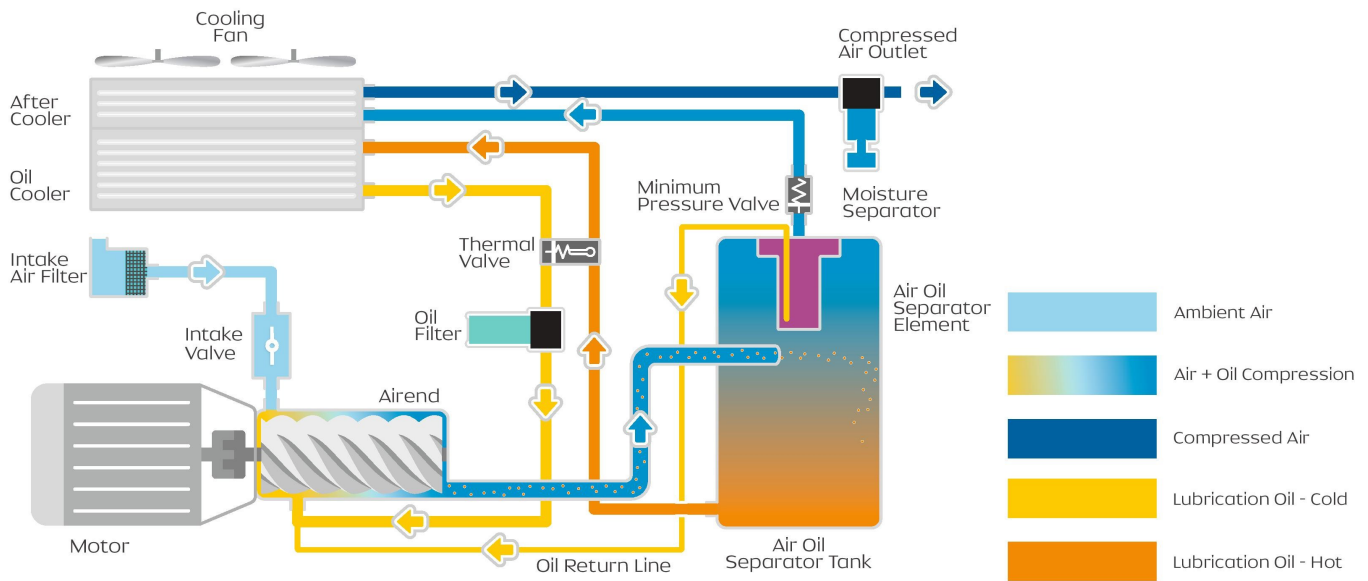 Cooling
Fan
Compressed
Air Outlet
After
Cooler
Oil
Cooler
Minimum
Pressure Valve
Moisture
Separator
Intake
Air Filter
Thermal
Valve
Air Oil
Separator
Element
Ambient Air
Intake
Valve
Oil
Filter
Air + Oil Compression
Airend
Compressed Air
Lubrication Oil - Cold
Motor
Oil Return Line
Air Oil
Separator Tank
Lubrication Oil - Hot